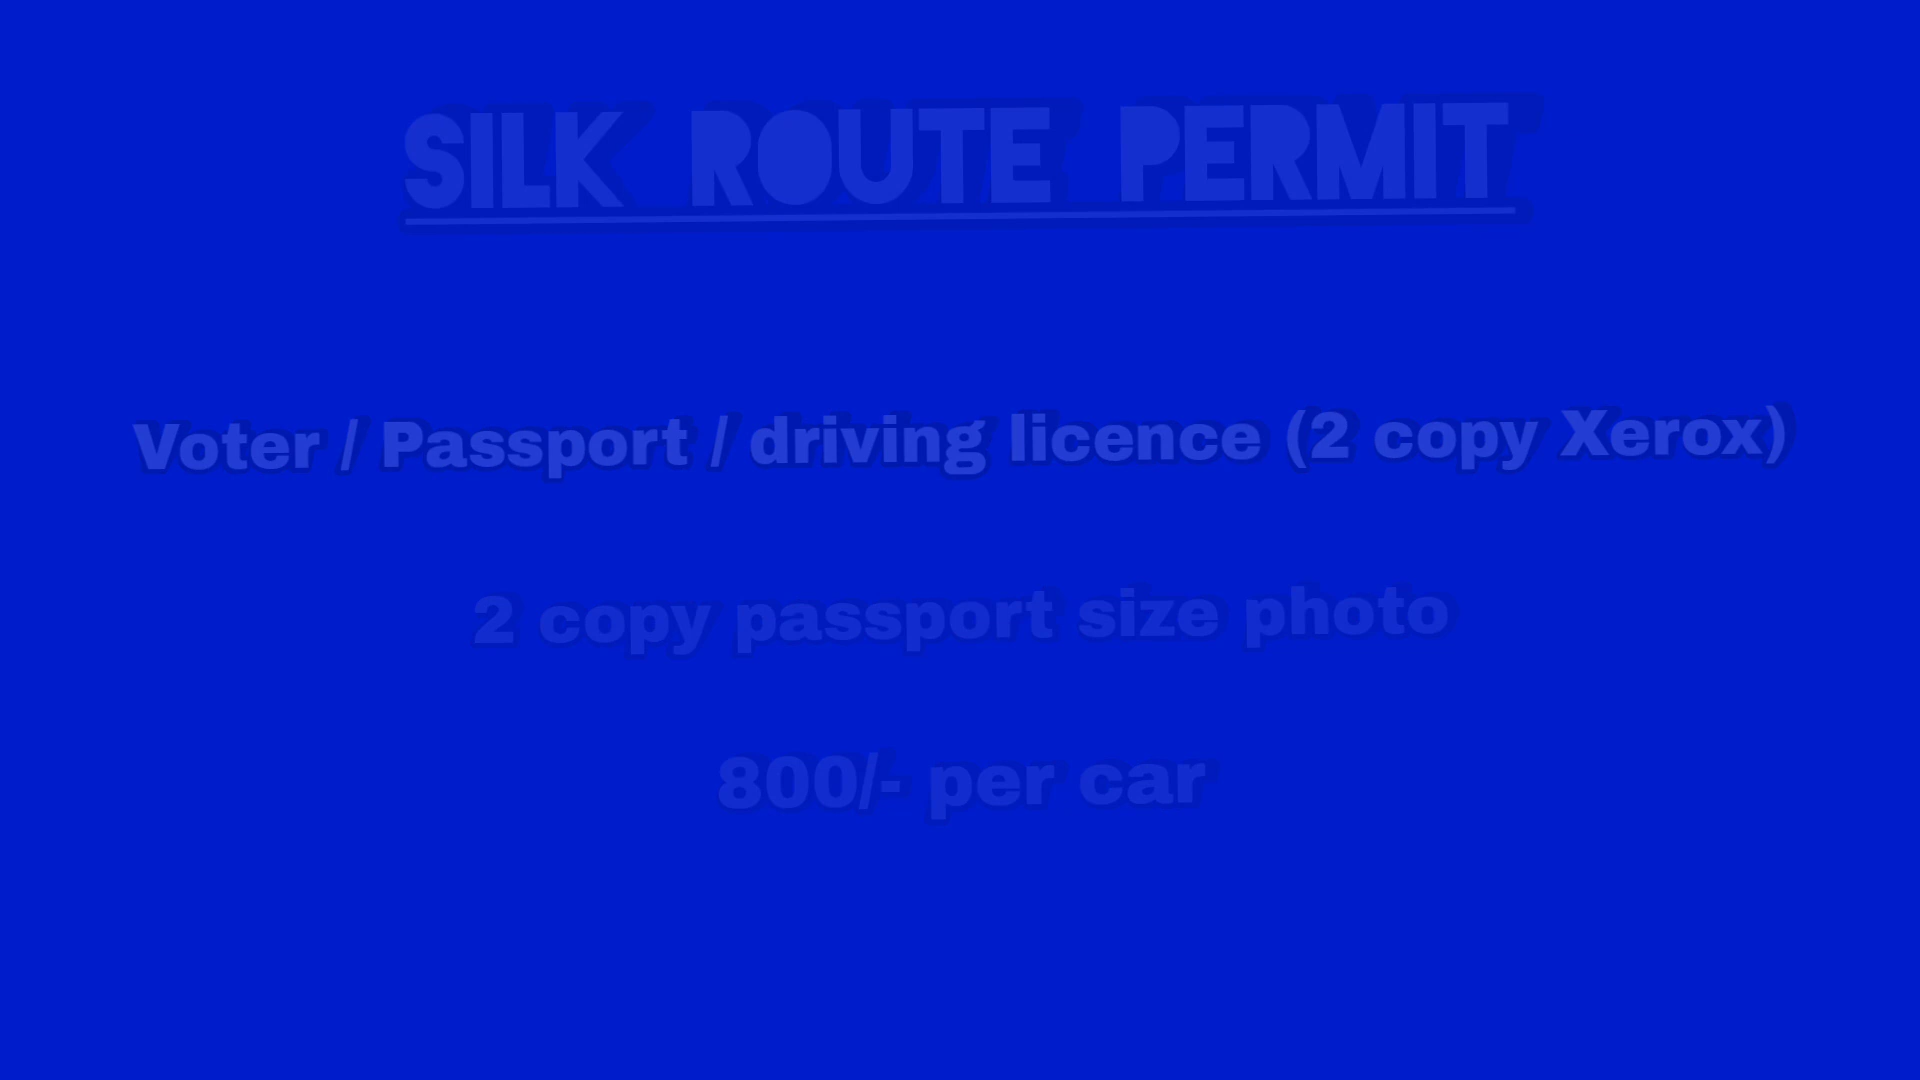 SILK ROUTE PERMIT
Voter / Passport / driving licence (2 copy Xerox)
2 copy passport size photo
800/- per car